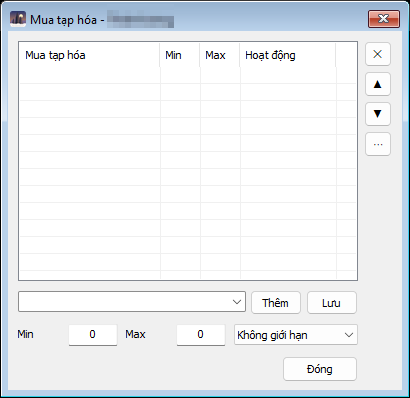 Mua tạp hóa -
Mua tạp hóa Min Max Hoạt động
Thêm Lưu
Min 0 Max 0 Không giới hạn
Đóng